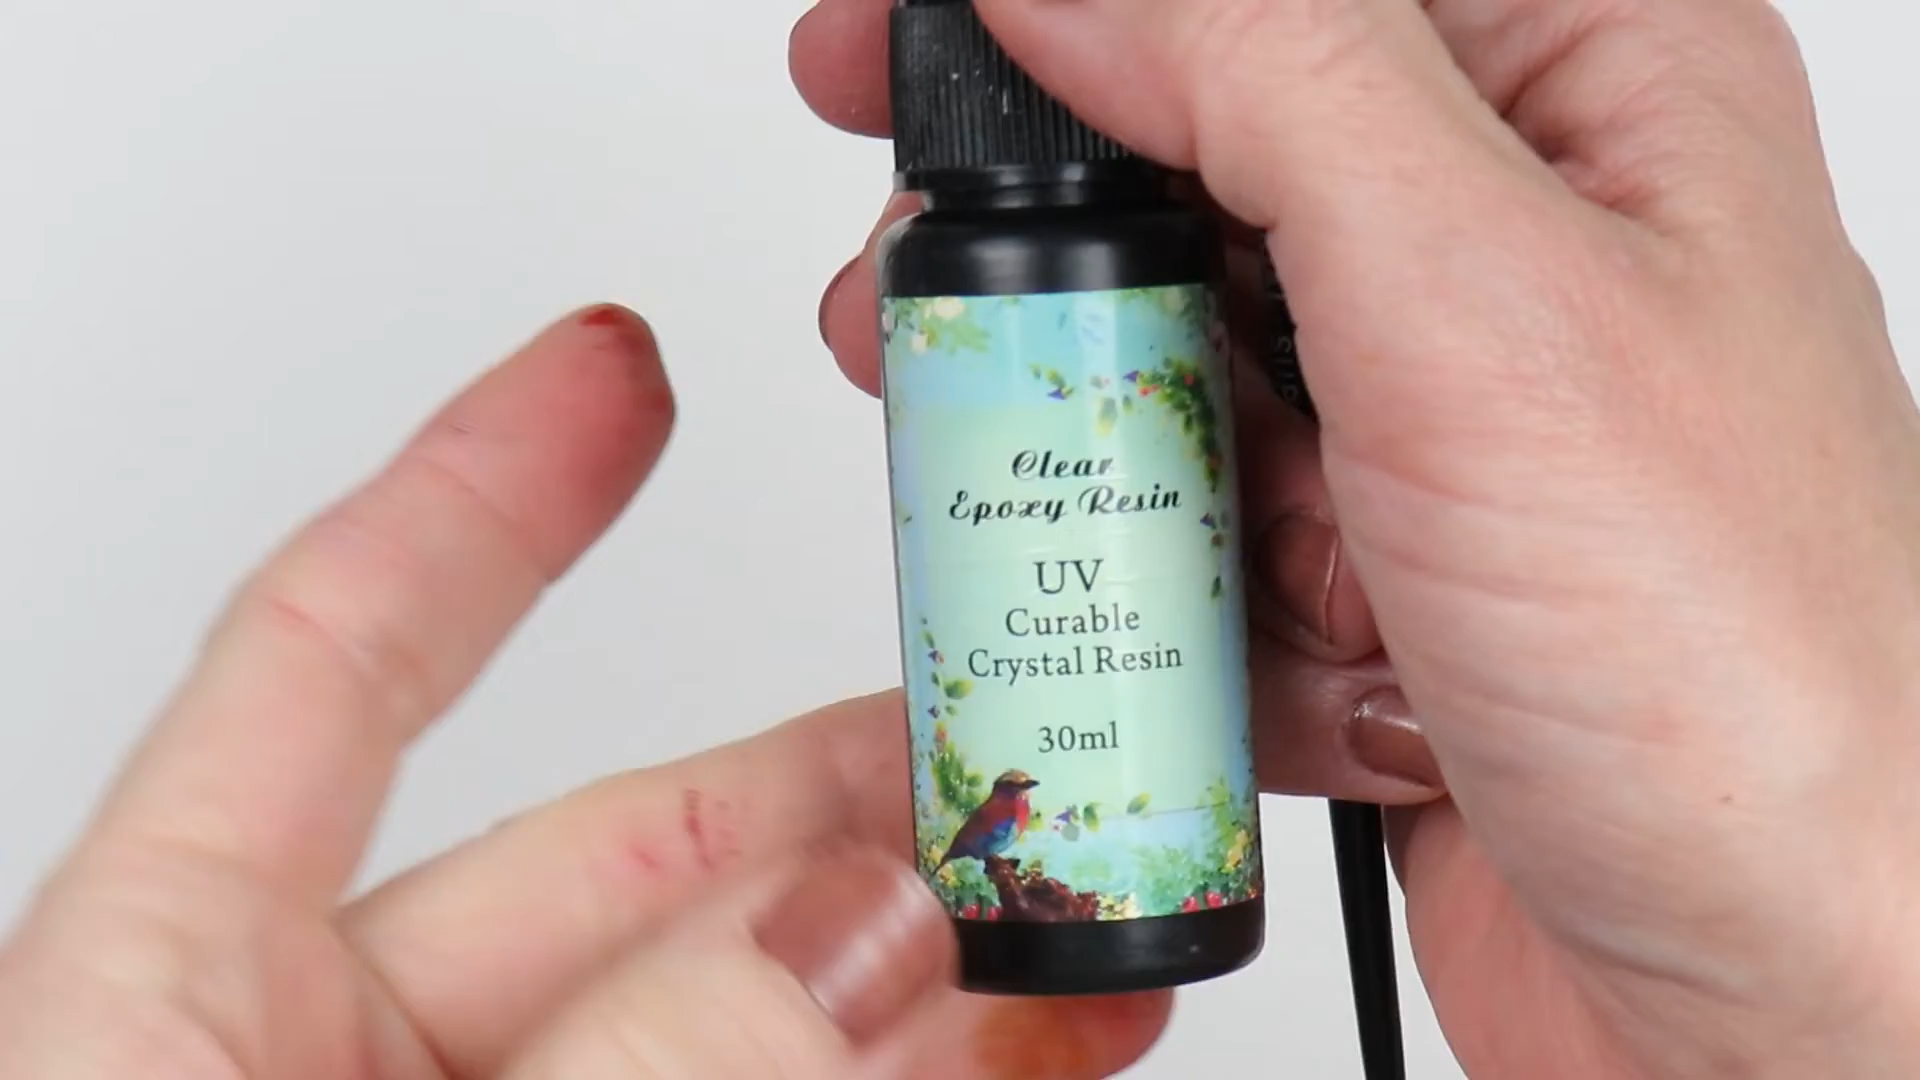 Clear
Epoxy Resin
UV
Curable
Crystal Resin
30ml